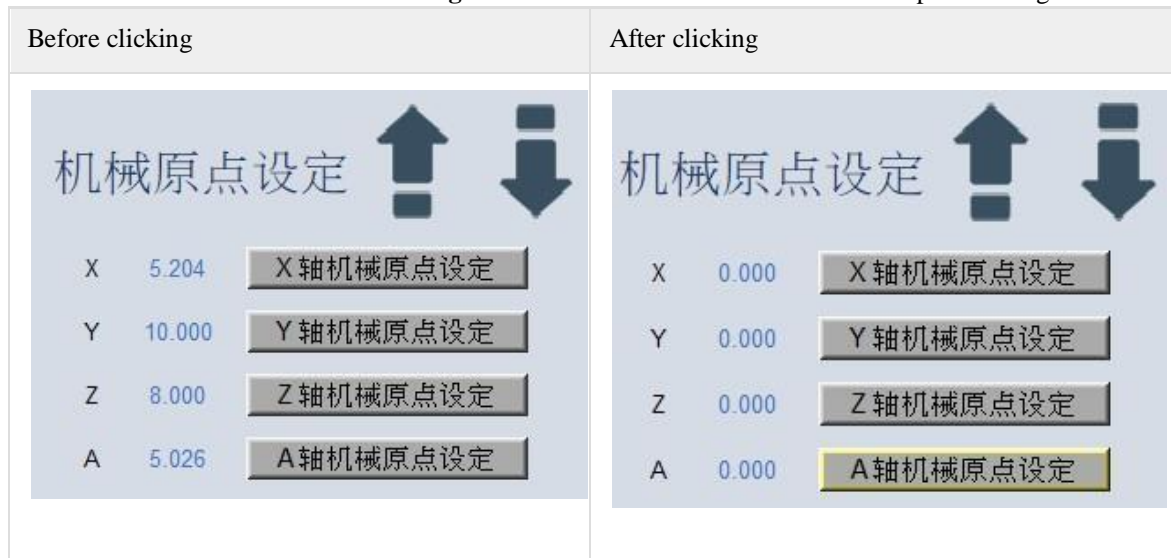 Before clicking
After clicking
机械原点设定
X 5.204 X轴机械原点设定
Y 10.000 Y轴机械原点设定
Z 8.000 Z轴机械原点设定
A 5.026 A轴机械原点设定
机械原点设定
X 0.000 X轴机械原点设定
Y 0.000 Y轴机械原点设定
Z 0.000 Z轴机械原点设定
A 0.000 A轴机械原点设定